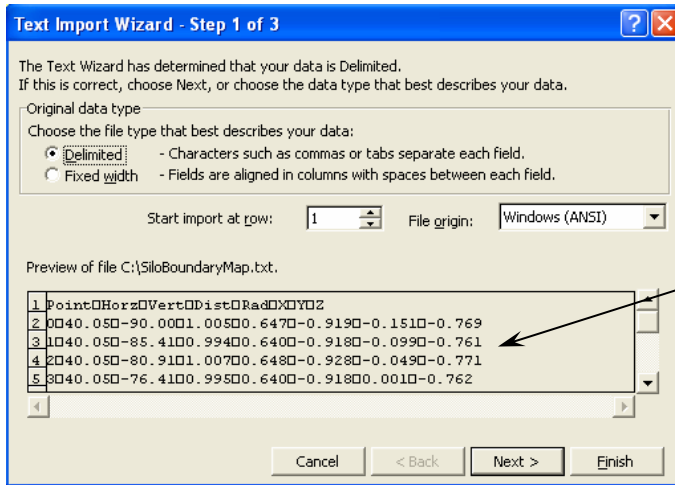 Text Import Wizard - Step 1 of 3
The Text Wizard has determined that your data is Delimited.
If this is correct, choose Next, or choose the data type that best describes your data.
Original data type
Choose the file type that best describes your data:
Delimited - Characters such as commas or tabs separate each field.
Fixed width - Fields are aligned in columns with spaces between each field.
Start import at row: 1 File origin: Windows (ANSI)
Preview of file C:\SiloBoundaryMap.txt.
1 Point□Horz□Vert□Dist□Rad□X□Y□Z
2 0□40.05□-90.00□1.005□0.647□-0.919□-0.151□-0.769
3 1□40.05□-85.41□0.994□0.640□-0.918□-0.099□-0.761
4 2□40.05□-80.91□1.007□0.648□-0.928□-0.049□-0.771
5 3□40.05□-76.41□0.995□0.640□-0.918□0.001□-0.762
Cancel < Back Next > Finish